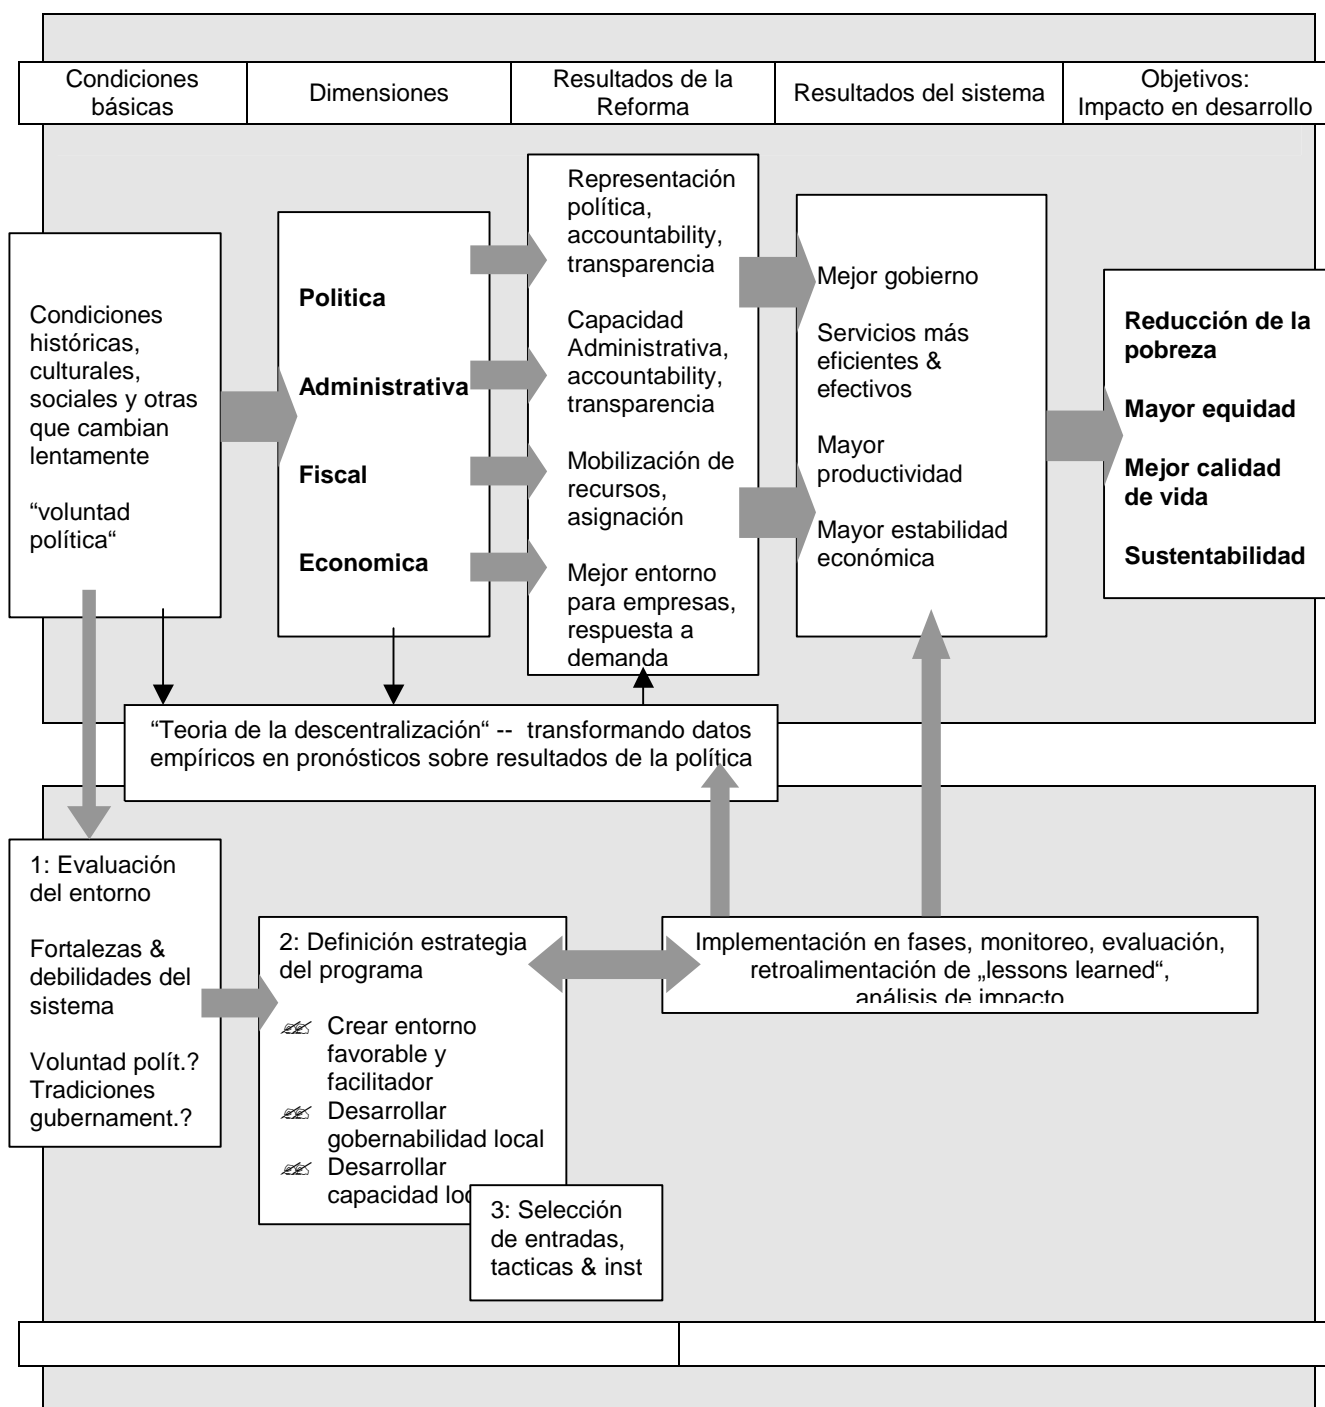 Condiciones
básicas
Dimensiones
Resultados de la
Reforma
Resultados del sistema
Objetivos:
Impacto en desarrollo
Condiciones
históricas,
culturales,
sociales y otras
que cambian
lentamente
“voluntad
política“
Politica
Administrativa
Fiscal
Economica
Representación
política,
accountability,
transparencia
Capacidad
Administrativa,
accountability,
transparencia
Mobilización de
recursos,
asignación
Mejor entorno
para empresas,
respuesta a
demanda
Mejor gobierno
Servicios más
eficientes &
efectivos
Mayor
productividad
Mayor estabilidad
económica
Reducción de la
pobreza
Mayor equidad
Mejor calidad
de vida
Sustentabilidad
“Teoria de la descentralización“ -- transformando datos
empíricos en pronósticos sobre resultados de la política
1: Evaluación
del entorno
Fortalezas &
debilidades del
sistema
Voluntad polít.?
Tradiciones
gubernament.?
2: Definición estrategia
del programa
Crear entorno
favorable y
facilitador
Desarrollar
gobernabilidad local
Desarrollar
capacidad
3: Selección
de entradas,
tacticas & inst
Implementación en fases, monitoreo, evaluación,
retroalimentación de „lessons learned“,
análisis de impacto